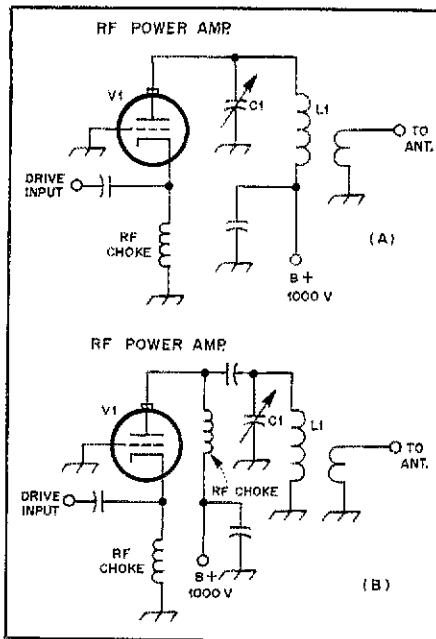 RF POWER AMP.
V1
C1
L1
TO
ANT.
DRIVE
INPUT
RF
CHOKE
B+
1000 V
(A)
RF POWER AMP.
V1
C1
L1
TO
ANT.
RF CHOKE
DRIVE
INPUT
RF
CHOKE
B+
1000 V
(B)